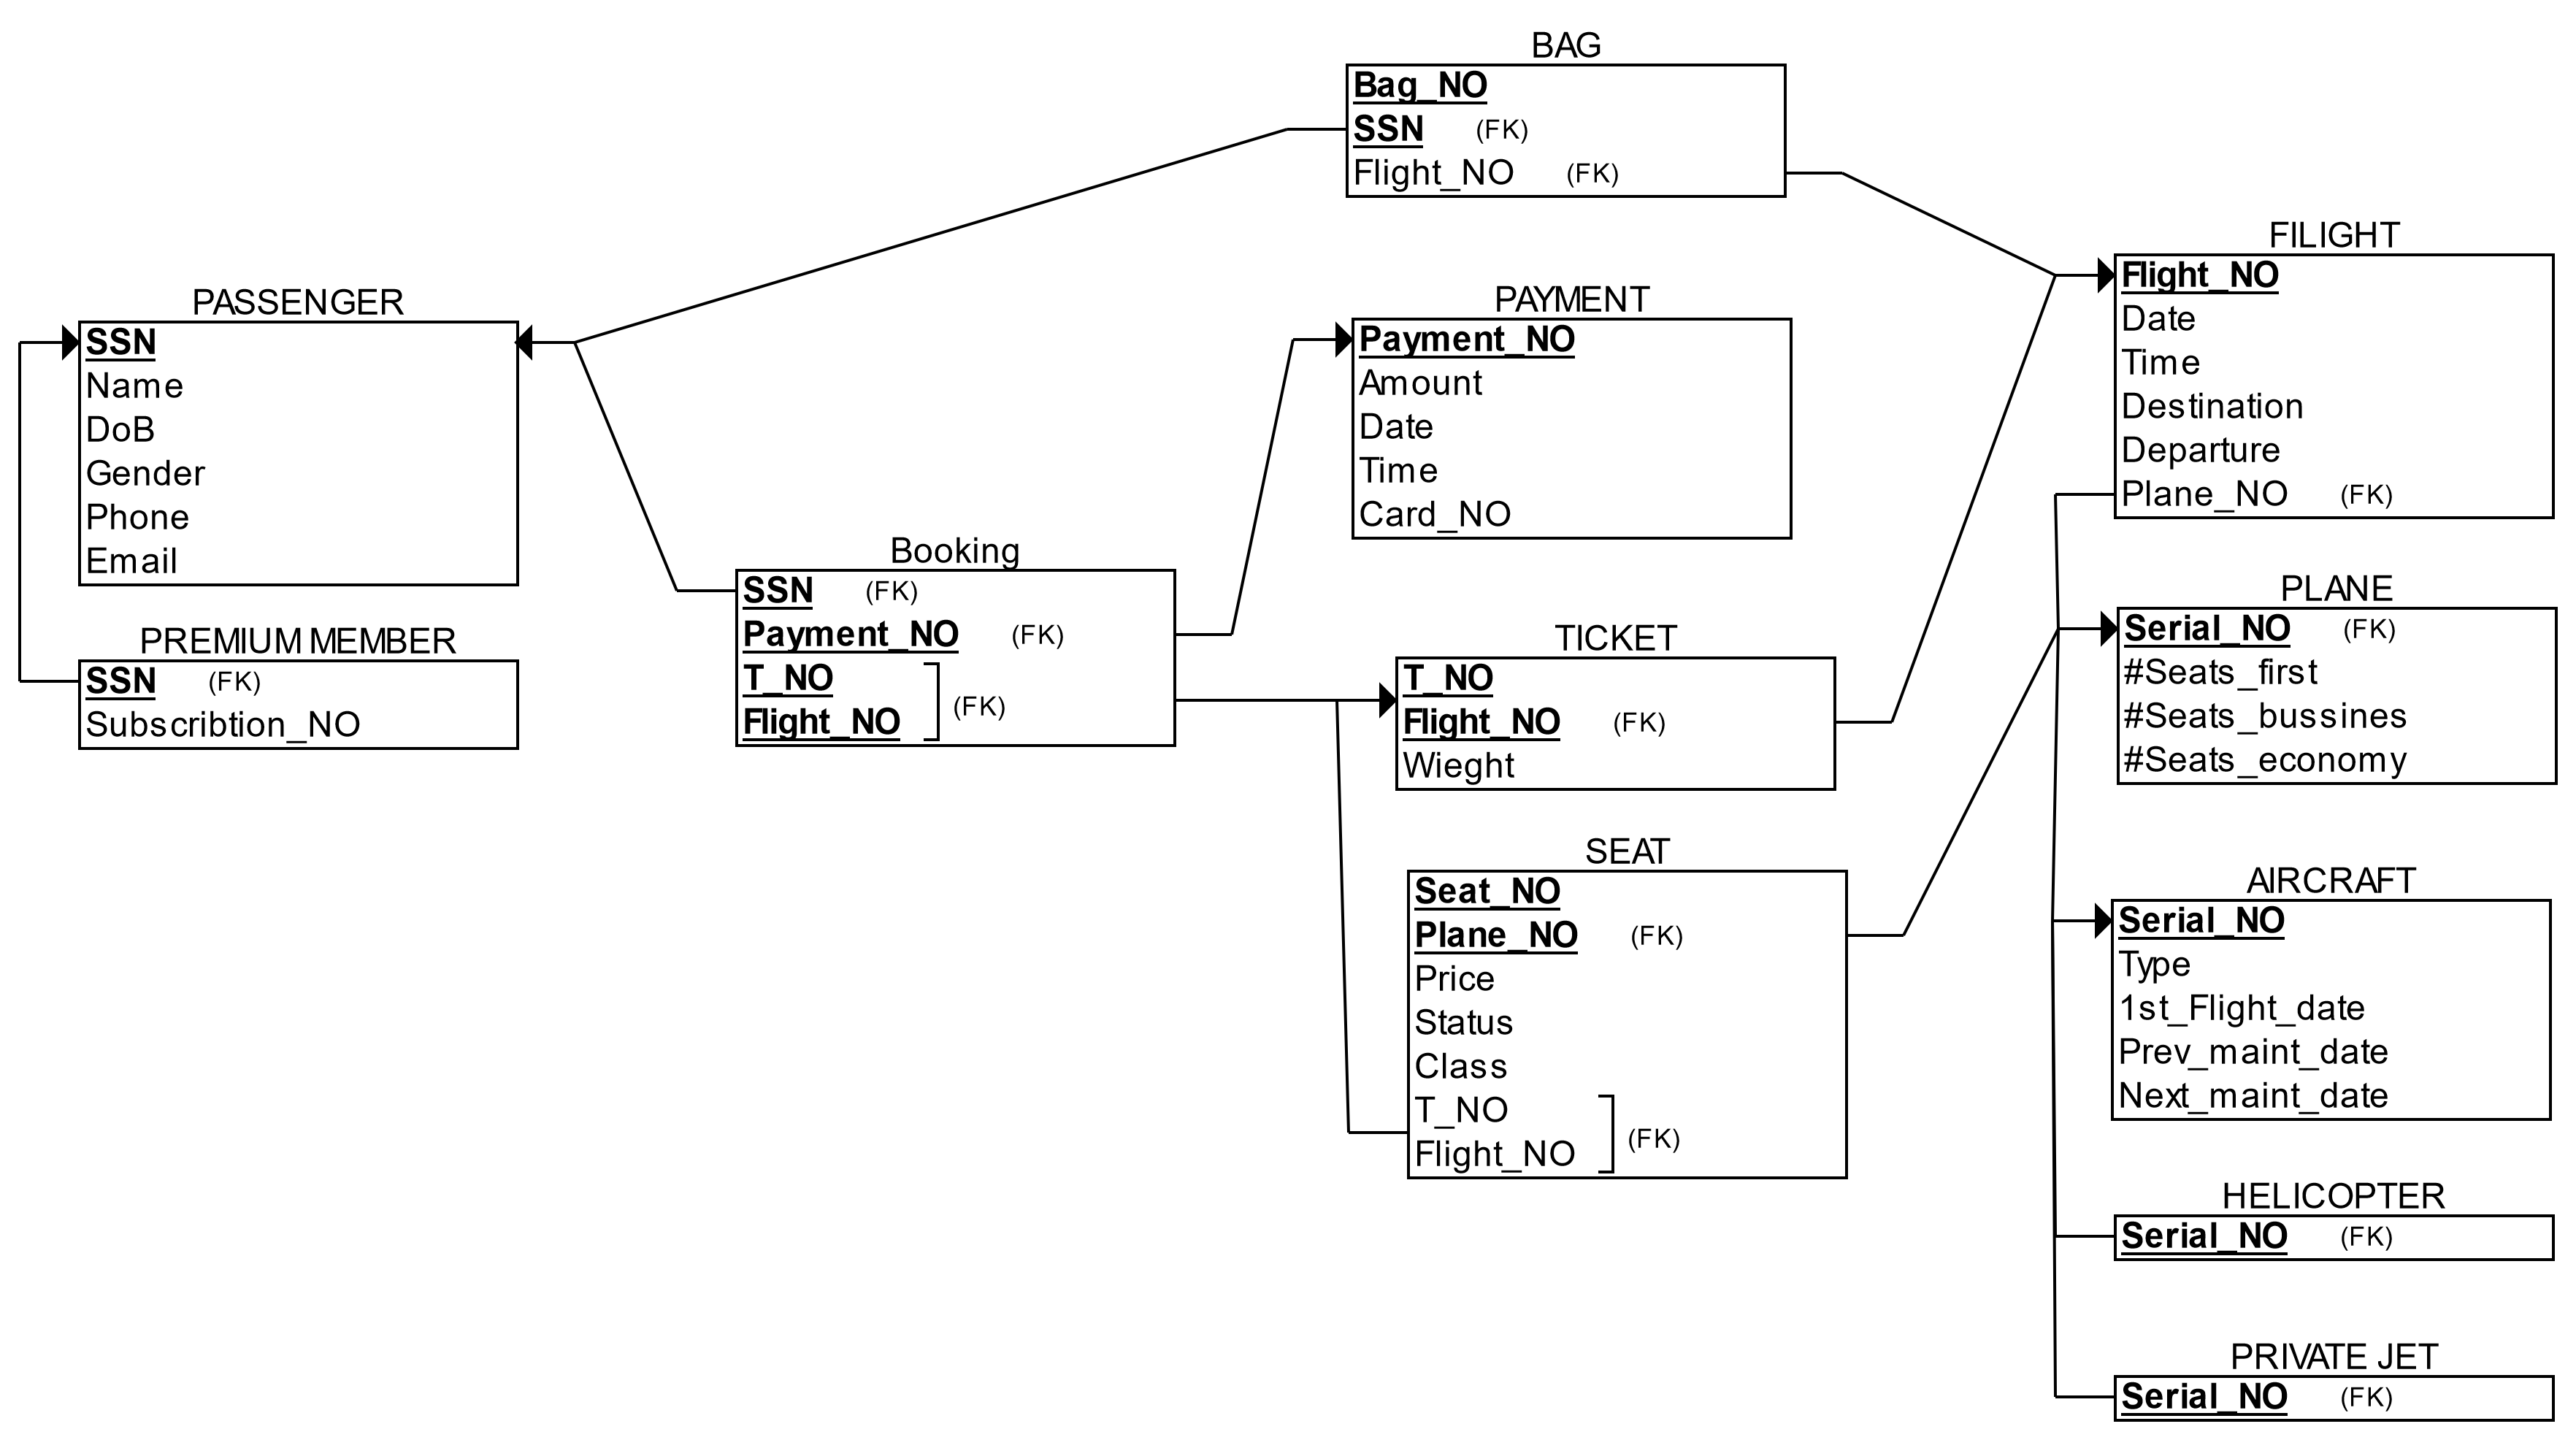 BAG
Bag_NO
SSN (FK)
Flight_NO (FK)
PASSENGER
SSN
Name
DoB
Gender
Phone
Email
PREMIUM MEMBER
SSN (FK)
Subscribtion_NO
Booking
SSN (FK)
Payment_NO (FK)
T_NO
Flight_NO
(FK)
PAYMENT
Payment_NO
Amount
Date
Time
Card_NO
TICKET
T_NO
Flight_NO (FK)
Wieght
SEAT
Seat_NO
Plane_NO (FK)
Price
Status
Class
T_NO
Flight_NO
(FK)
FILIGHT
Flight_NO
Date
Time
Destination
Departure
Plane_NO (FK)
PLANE
Serial_NO (FK)
#Seats_first
#Seats_bussines
#Seats_economy
AIRCRAFT
Serial_NO
Type
1st_Flight_date
Prev_maint_date
Next_maint_date
HELICOPTER
Serial_NO (FK)
PRIVATE JET
Serial_NO (FK)